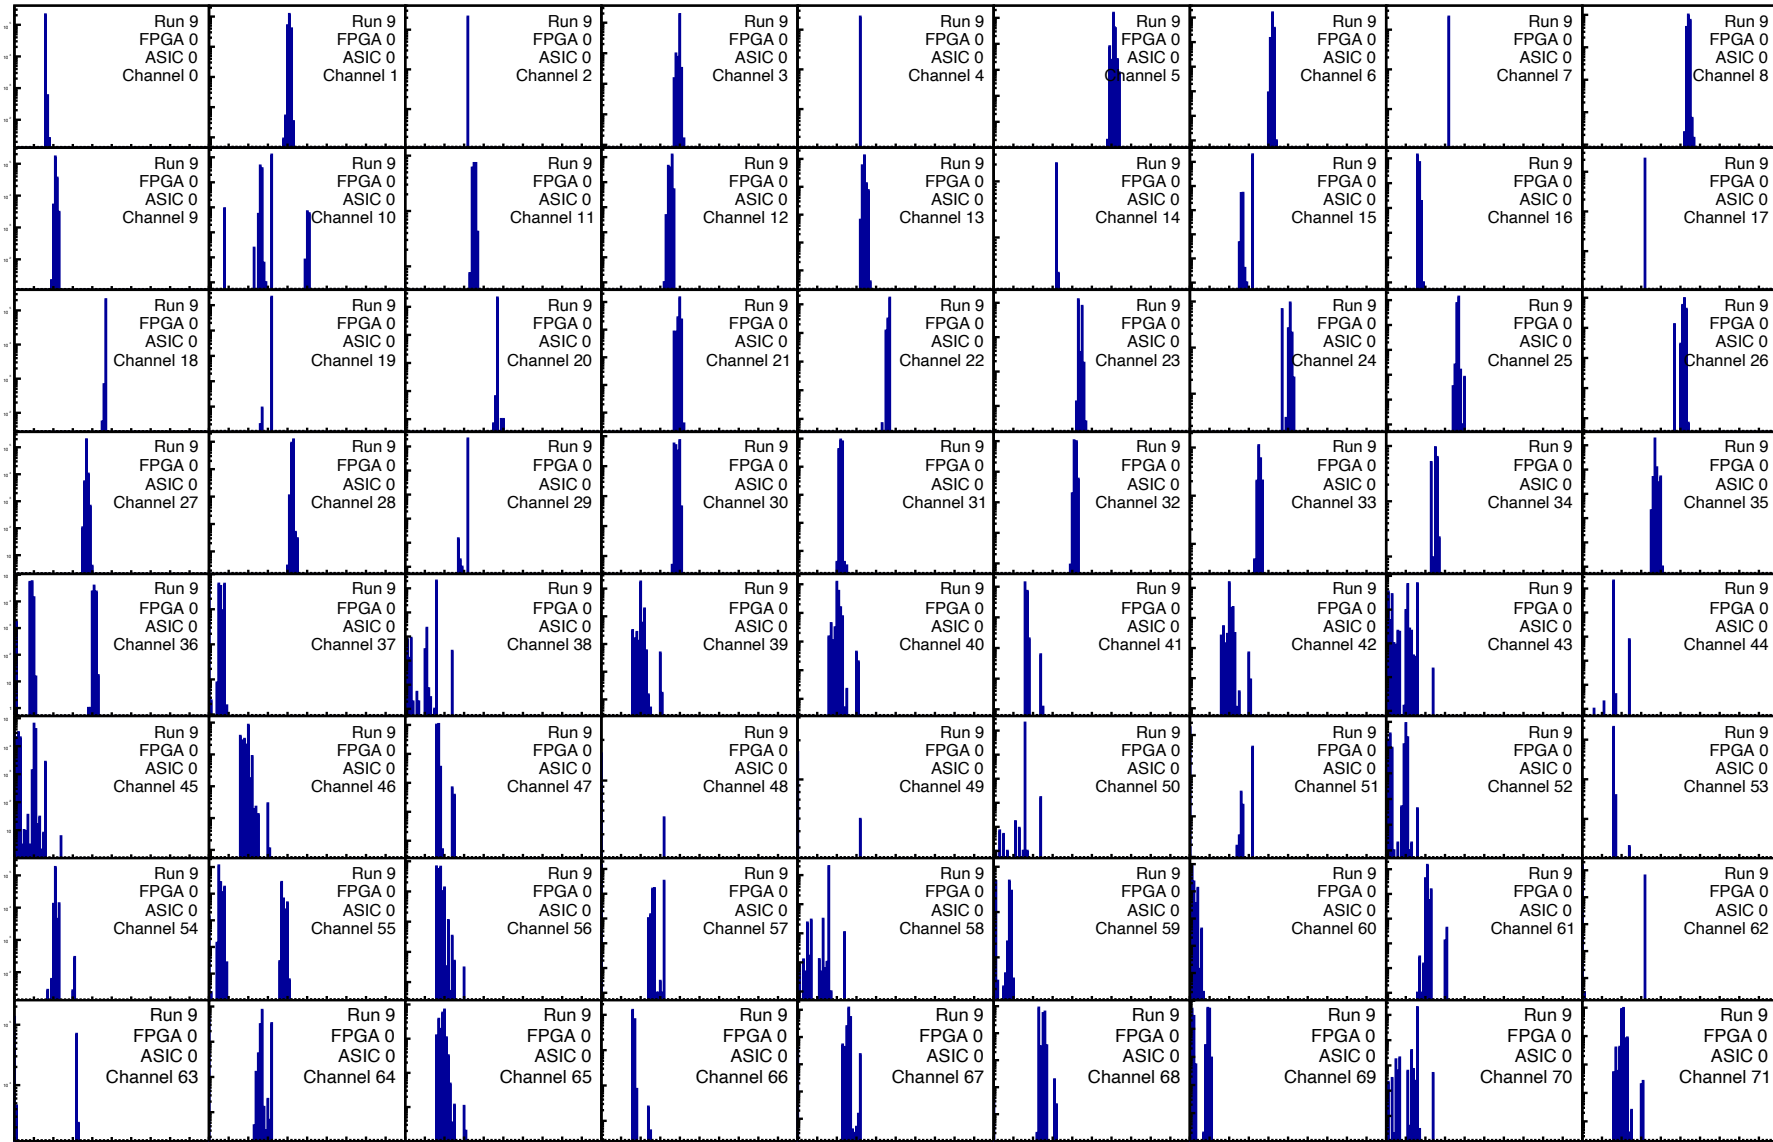 Run 9
FPGA 0
ASIC 0
Channel 0
Run 9
FPGA 0
ASIC 0
Channel 1
Run 9
FPGA 0
ASIC 0
Channel 2
Run 9
FPGA 0
ASIC 0
Channel 3
Run 9
FPGA 0
ASIC 0
Channel 4
Run 9
FPGA 0
ASIC 0
Channel 5
Run 9
FPGA 0
ASIC 0
Channel 6
Run 9
FPGA 0
ASIC 0
Channel 7
Run 9
FPGA 0
ASIC 0
Channel 8
Run 9
FPGA 0
ASIC 0
Channel 9
Run 9
FPGA 0
ASIC 0
Channel 10
Run 9
FPGA 0
ASIC 0
Channel 11
Run 9
FPGA 0
ASIC 0
Channel 12
Run 9
FPGA 0
ASIC 0
Channel 13
Run 9
FPGA 0
ASIC 0
Channel 14
Run 9
FPGA 0
ASIC 0
Channel 15
Run 9
FPGA 0
ASIC 0
Channel 16
Run 9
FPGA 0
ASIC 0
Channel 17
Run 9
FPGA 0
ASIC 0
Channel 18
Run 9
FPGA 0
ASIC 0
Channel 19
Run 9
FPGA 0
ASIC 0
Channel 20
Run 9
FPGA 0
ASIC 0
Channel 21
Run 9
FPGA 0
ASIC 0
Channel 22
Run 9
FPGA 0
ASIC 0
Channel 23
Run 9
FPGA 0
ASIC 0
Channel 24
Run 9
FPGA 0
ASIC 0
Channel 25
Run 9
FPGA 0
ASIC 0
Channel 26
Run 9
FPGA 0
ASIC 0
Channel 27
Run 9
FPGA 0
ASIC 0
Channel 28
Run 9
FPGA 0
ASIC 0
Channel 29
Run 9
FPGA 0
ASIC 0
Channel 30
Run 9
FPGA 0
ASIC 0
Channel 31
Run 9
FPGA 0
ASIC 0
Channel 32
Run 9
FPGA 0
ASIC 0
Channel 33
Run 9
FPGA 0
ASIC 0
Channel 34
Run 9
FPGA 0
ASIC 0
Channel 35
Run 9
FPGA 0
ASIC 0
Channel 36
Run 9
FPGA 0
ASIC 0
Channel 37
Run 9
FPGA 0
ASIC 0
Channel 38
Run 9
FPGA 0
ASIC 0
Channel 39
Run 9
FPGA 0
ASIC 0
Channel 40
Run 9
FPGA 0
ASIC 0
Channel 41
Run 9
FPGA 0
ASIC 0
Channel 42
Run 9
FPGA 0
ASIC 0
Channel 43
Run 9
FPGA 0
ASIC 0
Channel 44
Run 9
FPGA 0
ASIC 0
Channel 45
Run 9
FPGA 0
ASIC 0
Channel 46
Run 9
FPGA 0
ASIC 0
Channel 47
Run 9
FPGA 0
ASIC 0
Channel 48
Run 9
FPGA 0
ASIC 0
Channel 49
Run 9
FPGA 0
ASIC 0
Channel 50
Run 9
FPGA 0
ASIC 0
Channel 51
Run 9
FPGA 0
ASIC 0
Channel 52
Run 9
FPGA 0
ASIC 0
Channel 53
Run 9
FPGA 0
ASIC 0
Channel 54
Run 9
FPGA 0
ASIC 0
Channel 55
Run 9
FPGA 0
ASIC 0
Channel 56
Run 9
FPGA 0
ASIC 0
Channel 57
Run 9
FPGA 0
ASIC 0
Channel 58
Run 9
FPGA 0
ASIC 0
Channel 59
Run 9
FPGA 0
ASIC 0
Channel 60
Run 9
FPGA 0
ASIC 0
Channel 61
Run 9
FPGA 0
ASIC 0
Channel 62
Run 9
FPGA 0
ASIC 0
Channel 63
Run 9
FPGA 0
ASIC 0
Channel 64
Run 9
FPGA 0
ASIC 0
Channel 65
Run 9
FPGA 0
ASIC 0
Channel 66
Run 9
FPGA 0
ASIC 0
Channel 67
Run 9
FPGA 0
ASIC 0
Channel 68
Run 9
FPGA 0
ASIC 0
Channel 69
Run 9
FPGA 0
ASIC 0
Channel 70
Run 9
FPGA 0
ASIC 0
Channel 71